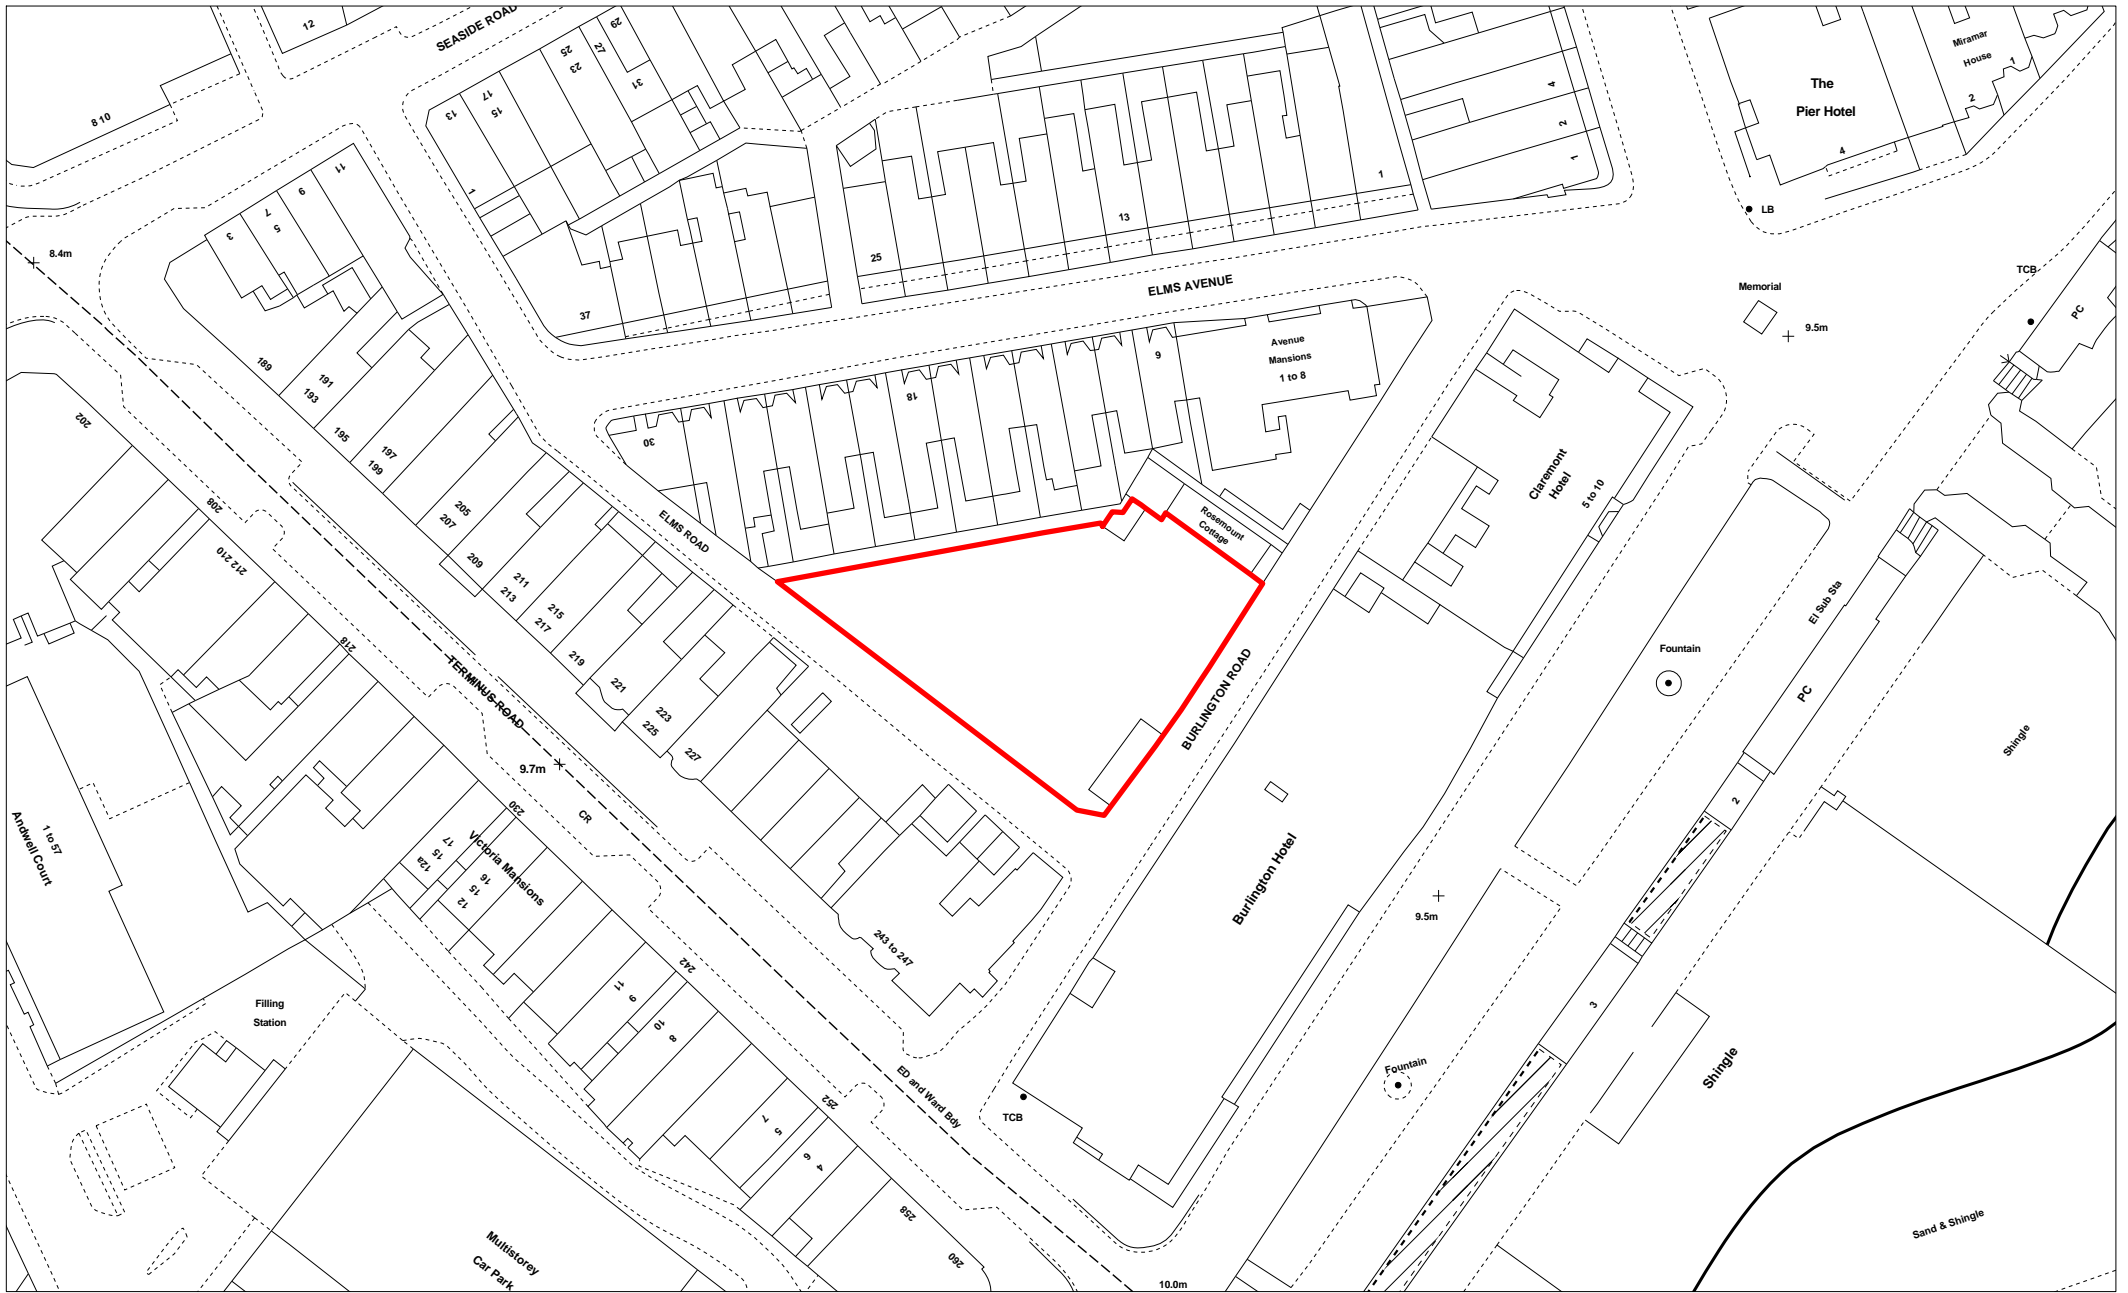 SEASIDE ROAD
12
8 10
13
17
15
25
23
27
29
31
1
The
Pier Hotel
Miramar
House
1
2
4
4
2
1
1
13
25
37
LB
11
9
7
5
3
8.4m
ELMS AVENUE
Memorial
TCB
PC
9.5m
189
191
193
195
197
199
205
207
209
211
213
215
217
219
221
223
225
227
243 to 247
202
208
212 210
218
230
242
252
258
260
30
18
9
Avenue
Mansions
1 to 8
Claremont
Hotel
5 to 10
Rosemount
Cottage
ELMS ROAD
TERMINUS ROAD
BURLINGTON ROAD
El Sub Sta
Fountain
PC
Shingle
9.7m
CR
Burlington Hotel
2
3
9.5m
Andwell Court
1 to 57
Victoria Mansions
17
15
12a
16
15
12
11
9
10
8
7
5
6
4
Filling
Station
Fountain
Shingle
ED and Ward Bdy
TCB
Multistorey
Car Park
Sand & Shingle
10.0m